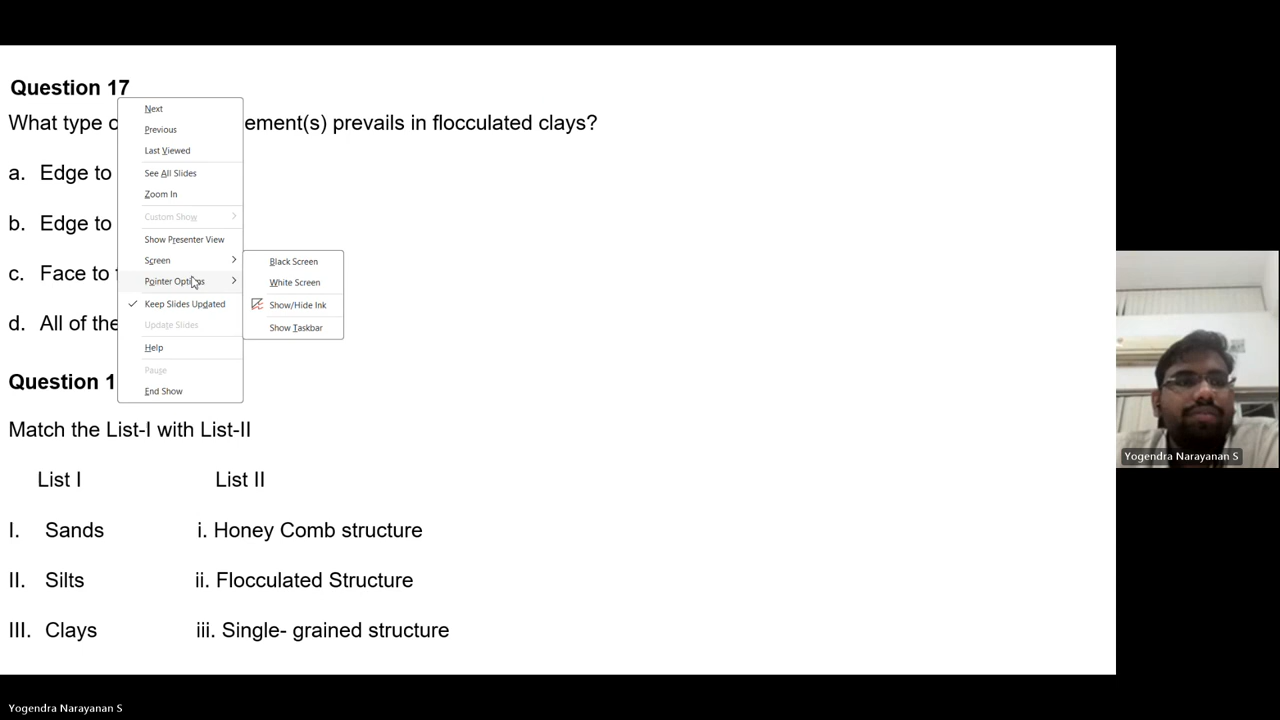 Question 17
What type o ement(s) prevails in flocculated clays?
a. Edge to
b. Edge to
c. Face to
d. All of the
Question 1
Match the List-I with List-II
List I List II
I. Sands i. Honey Comb structure
II. Silts ii. Flocculated Structure
III. Clays iii. Single- grained structure
Next
Previous
Last Viewed
See All Slides
Zoom In
Custom Show
Show Presenter View
Screen
Pointer Options
Keep Slides Updated
Update Slides
Help
Pause
End Show
Black Screen
White Screen
Show/Hide Ink
Show Taskbar
Yogendra Narayanan S
Yogendra Narayanan S